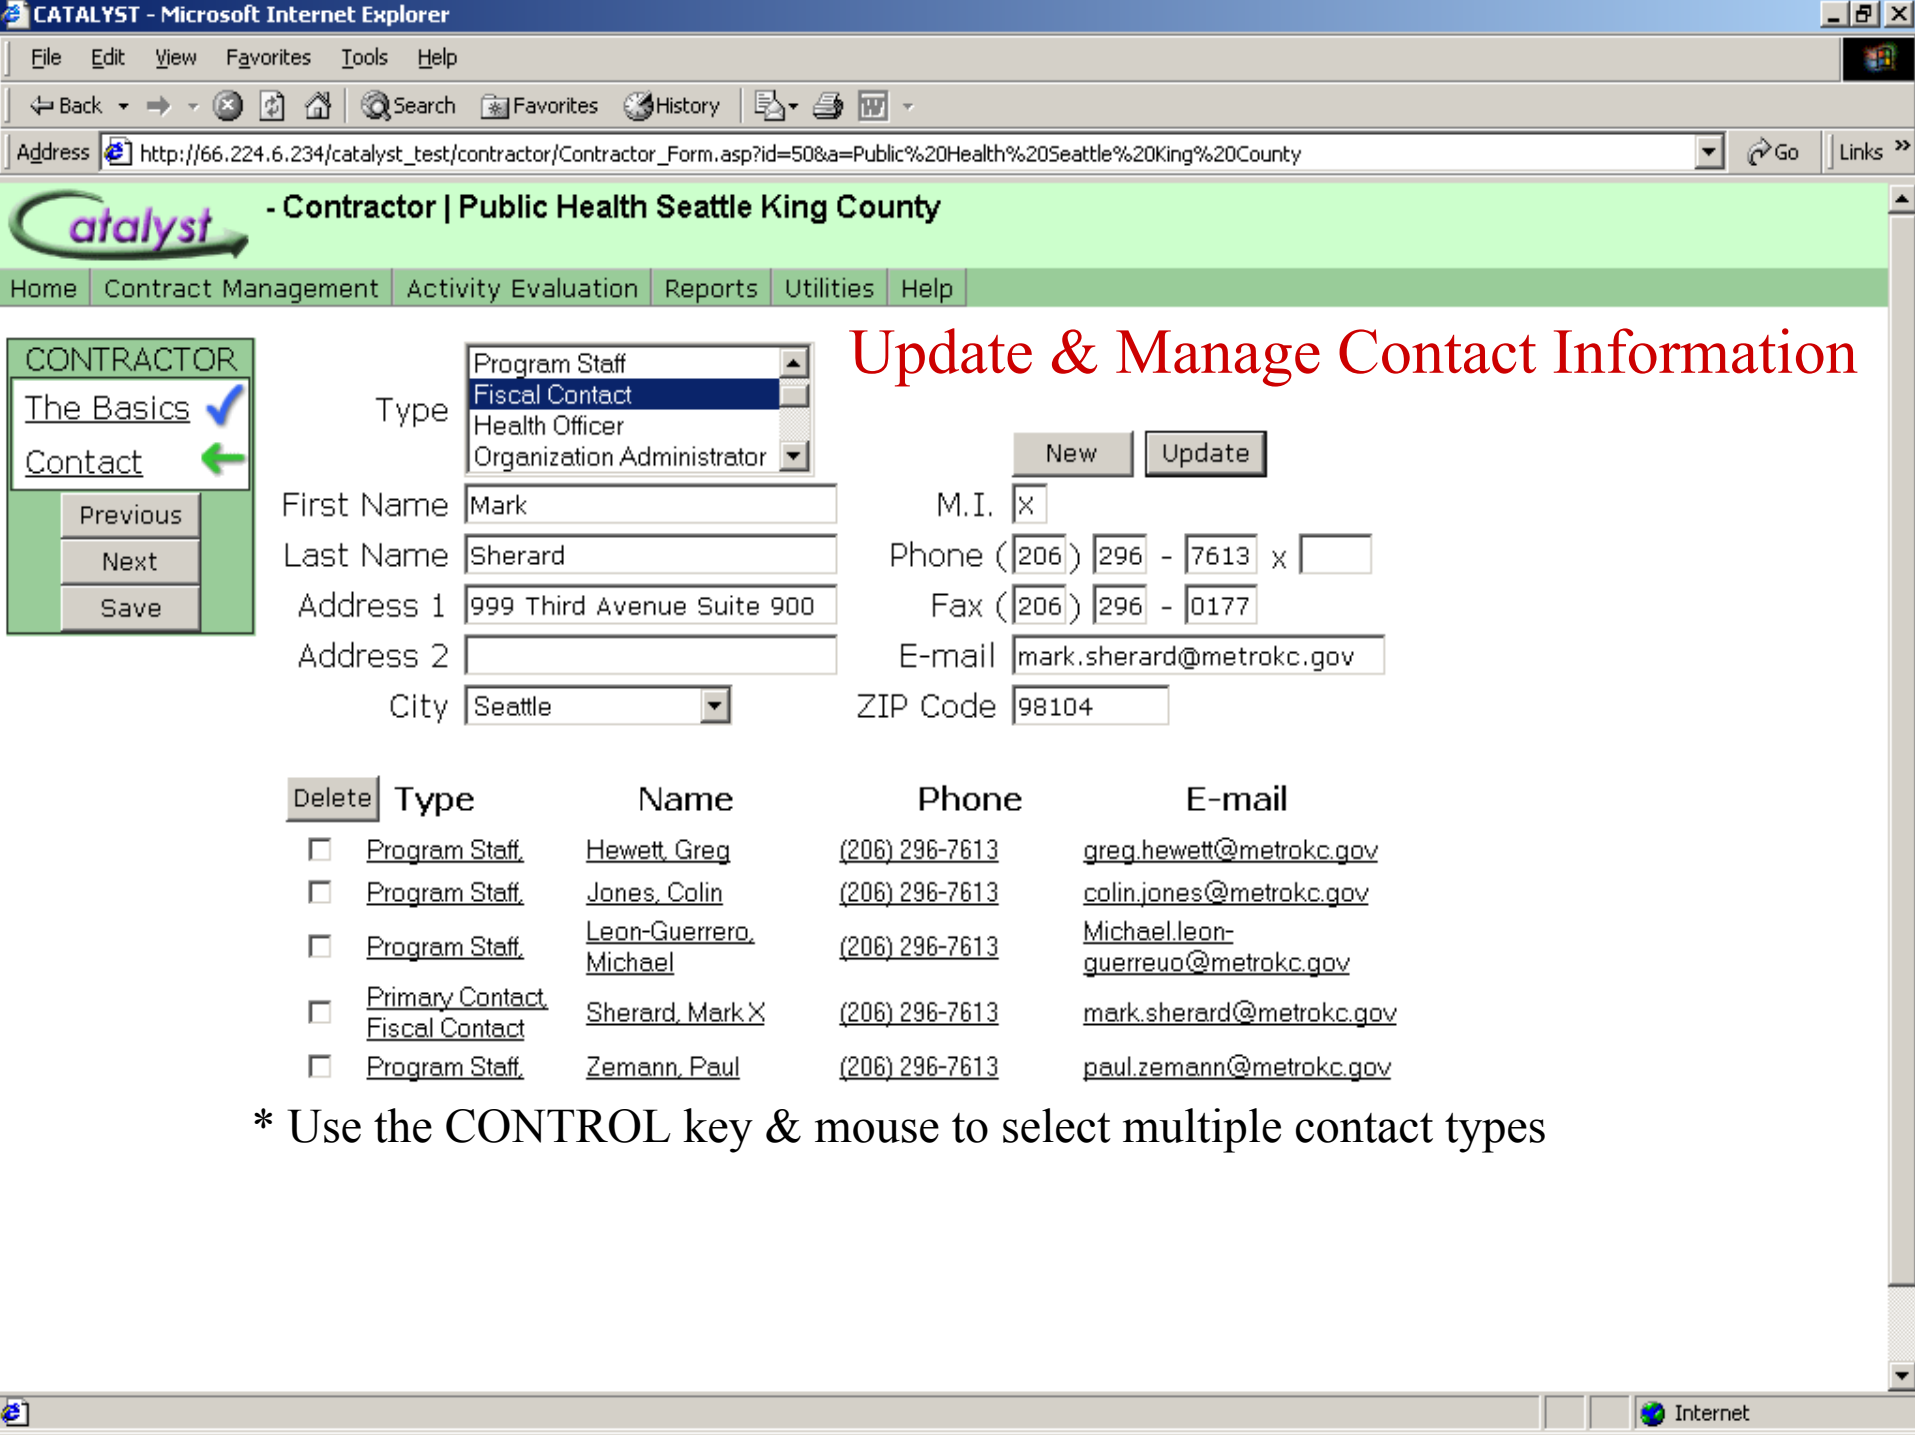 CATALYST - Microsoft Internet Explorer
File Edit View Favorites Tools Help
Back Search Favorites History
Address http://66.224.6.234/catalyst_test/contractor/Contractor_Form.asp?id=50&a=Public%20Health%20Seattle%20King%20County Go Links »
Catalyst - Contractor | Public Health Seattle King County
Home Contract Management Activity Evaluation Reports Utilities Help
Update & Manage Contact Information
CONTRACTOR
The Basics
Contact
Previous
Next
Save
Type
Program Staff
Fiscal Contact
Health Officer
Organization Administrator
New Update
First Name Mark M.I. X
Last Name Sherard Phone (206) 296 - 7613 x
Address 1 999 Third Avenue Suite 900 Fax (206) 296 - 0177
Address 2 E-mail mark.sherard@metrokc.gov
City Seattle ZIP Code 98104
Delete Type Name Phone E-mail
Program Staff, Hewett, Greg (206) 296-7613 greg.hewett@metrokc.gov
Program Staff, Jones, Colin (206) 296-7613 colin.jones@metrokc.gov
Program Staff, Leon-Guerrero, (206) 296-7613 Michael.leon-
Michael guerreuo@metrokc.gov
Primary Contact, Sherard, Mark X (206) 296-7613 mark.sherard@metrokc.gov
Fiscal Contact
Program Staff, Zemann, Paul (206) 296-7613 paul.zemann@metrokc.gov
* Use the CONTROL key & mouse to select multiple contact types
Internet